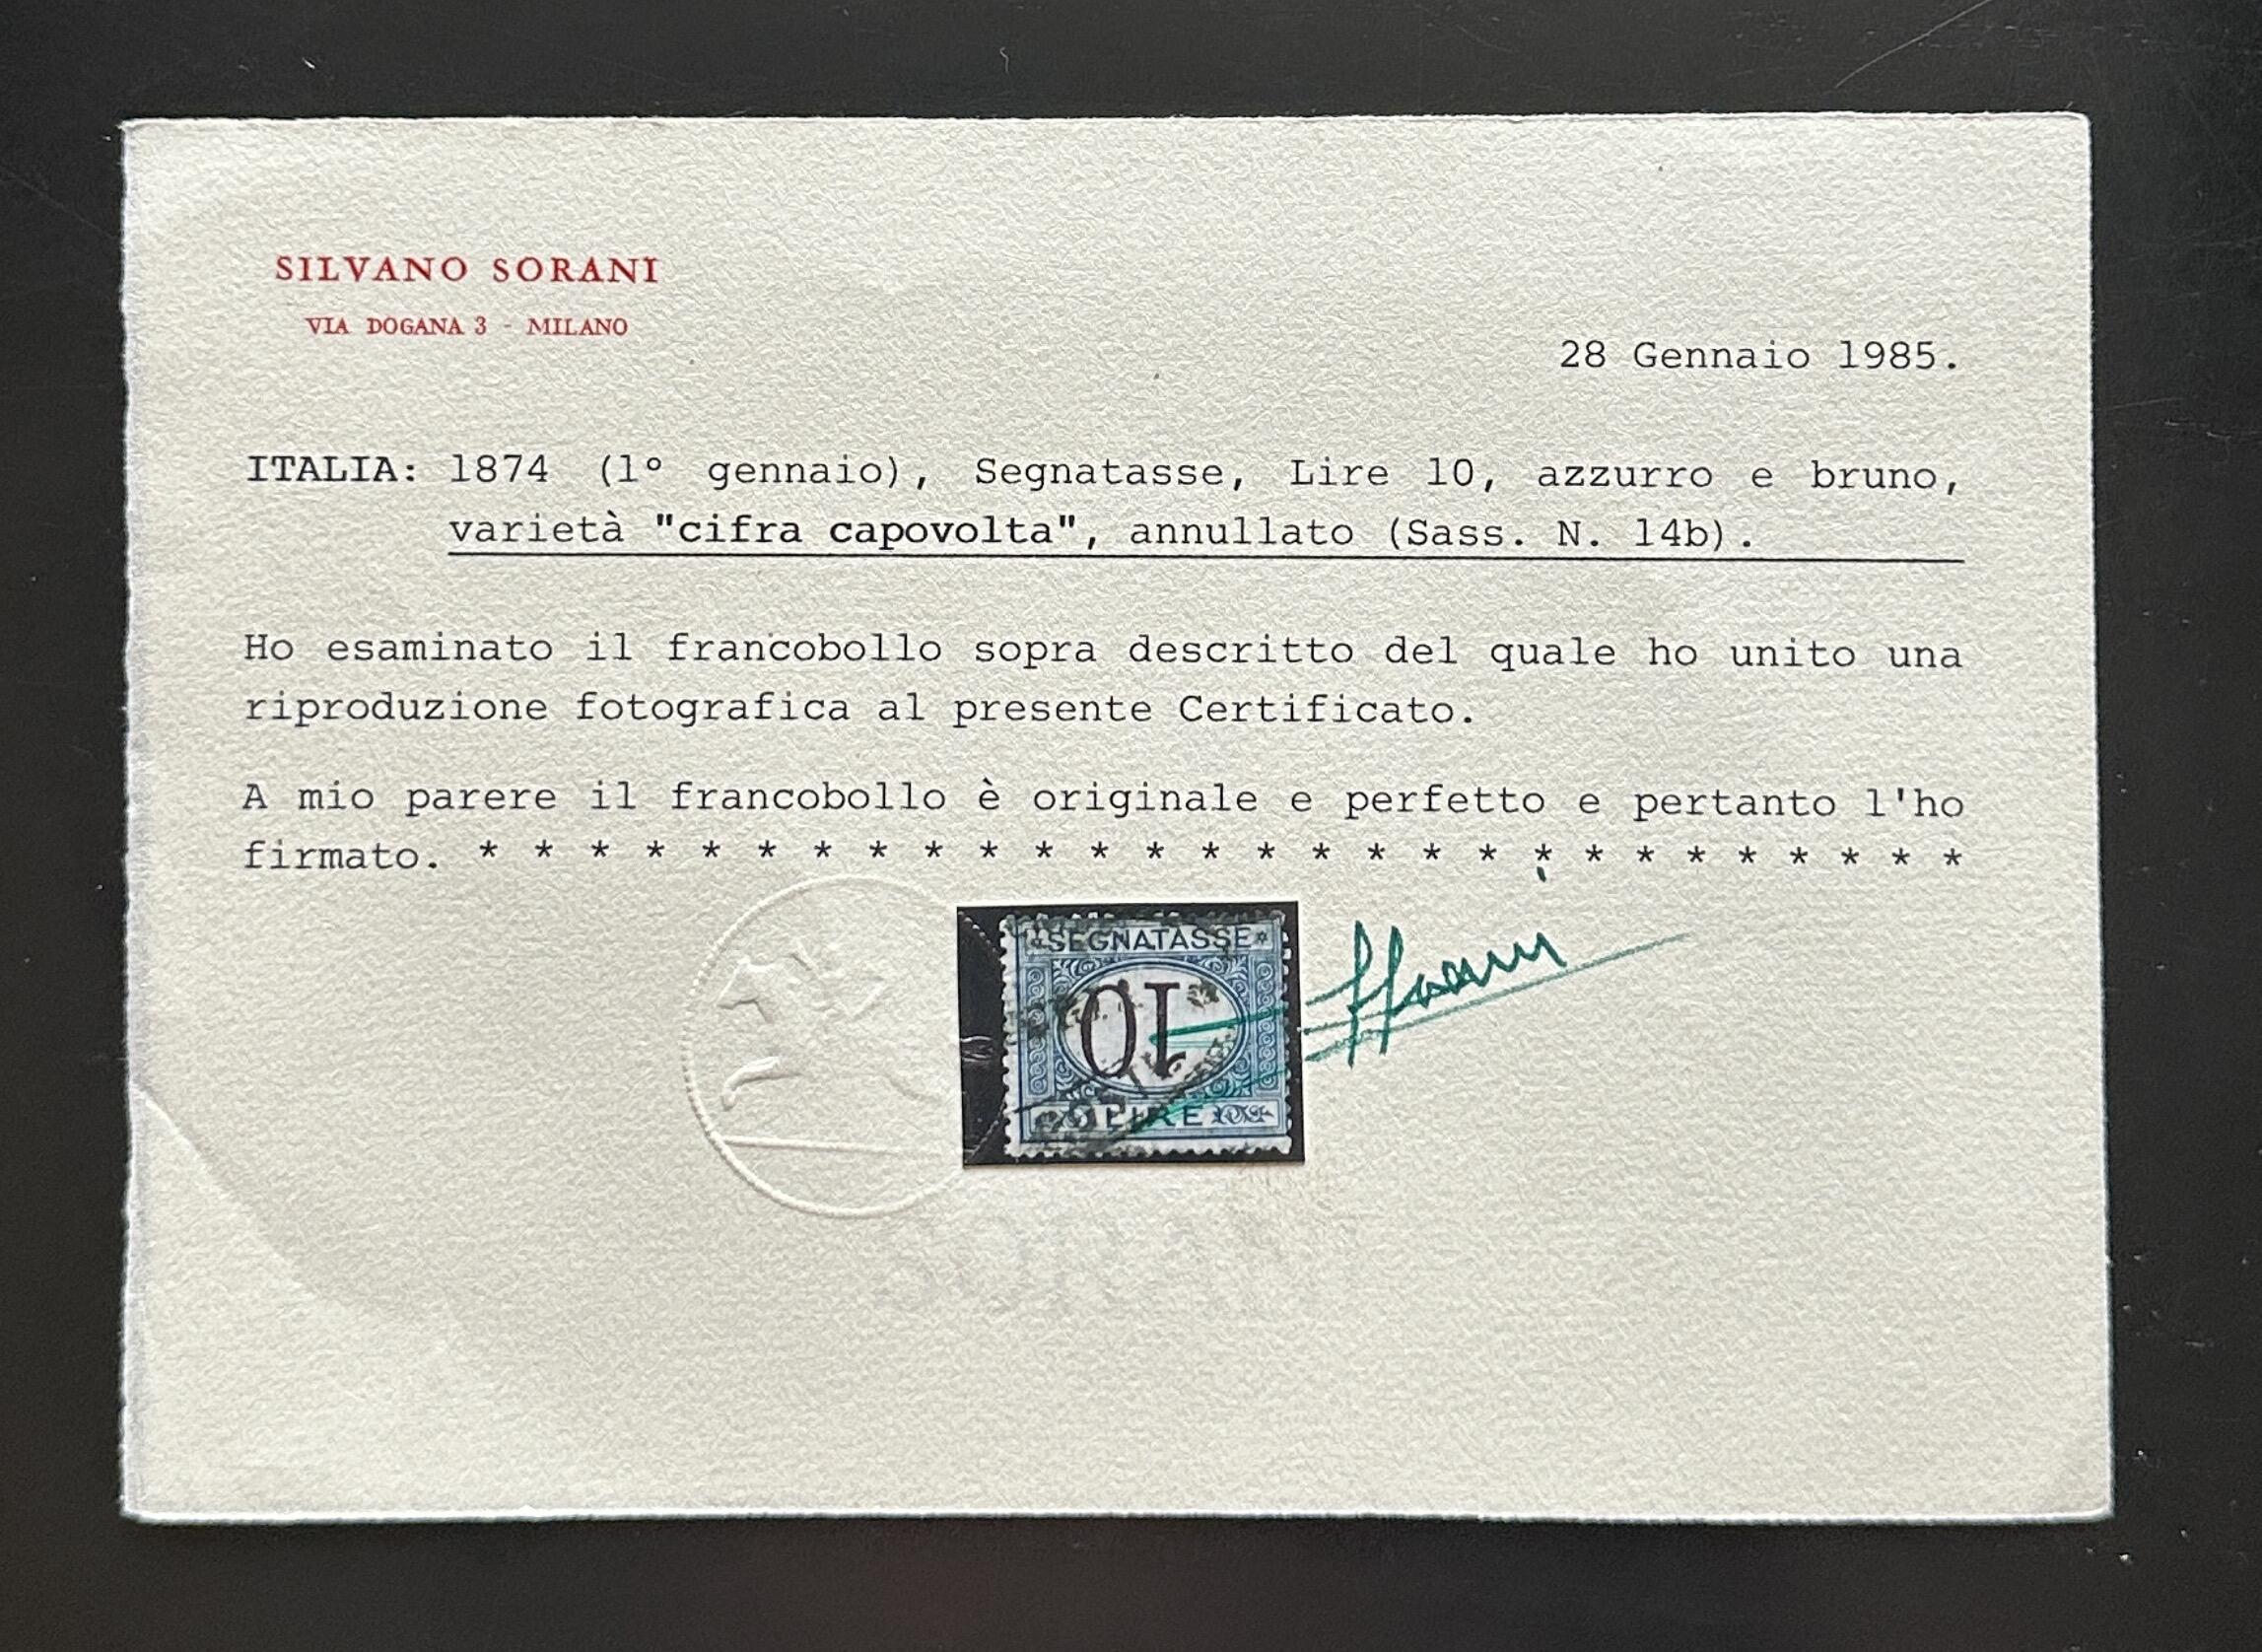 SILVANO SORANI
VIA DOGANA 3 - MILANO
28 Gennaio 1985.
ITALIA: 1874 (1° gennaio), Segnatasse, Lire 10, azzurro e bruno,
varietà "cifra capovolta", annullato (Sass. N. 14b).
Ho esaminato il francobollo sopra descritto del quale ho unito una
riproduzione fotografica al presente Certificato.
A mio parere il francobollo è originale e perfetto e pertanto l'ho
firmato. * * * * * * * * * * * * * * * * * * * * * * * * * * *
*SEGNATASSE*
10
LIRE
SORANI